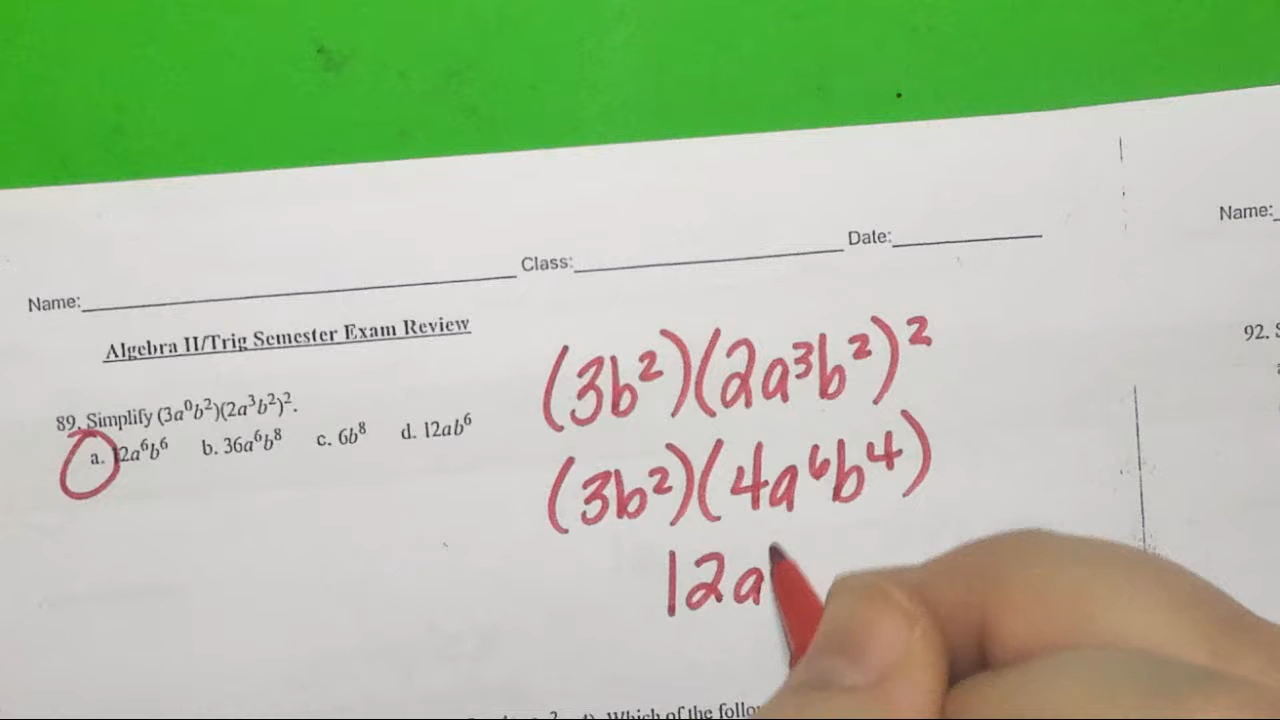 Name:
Class:
Date:
Name:
Algebra II/Trig Semester Exam Review
89. Simplify (3a⁰b²)(2a³b²)².
a. 12a⁶b⁶ b. 36a⁶b⁸ c. 6b⁸ d. 12ab⁶
(3b²)(2a³b²)²
(3b²)(4a⁶b⁴)
12a
92.
Which of the